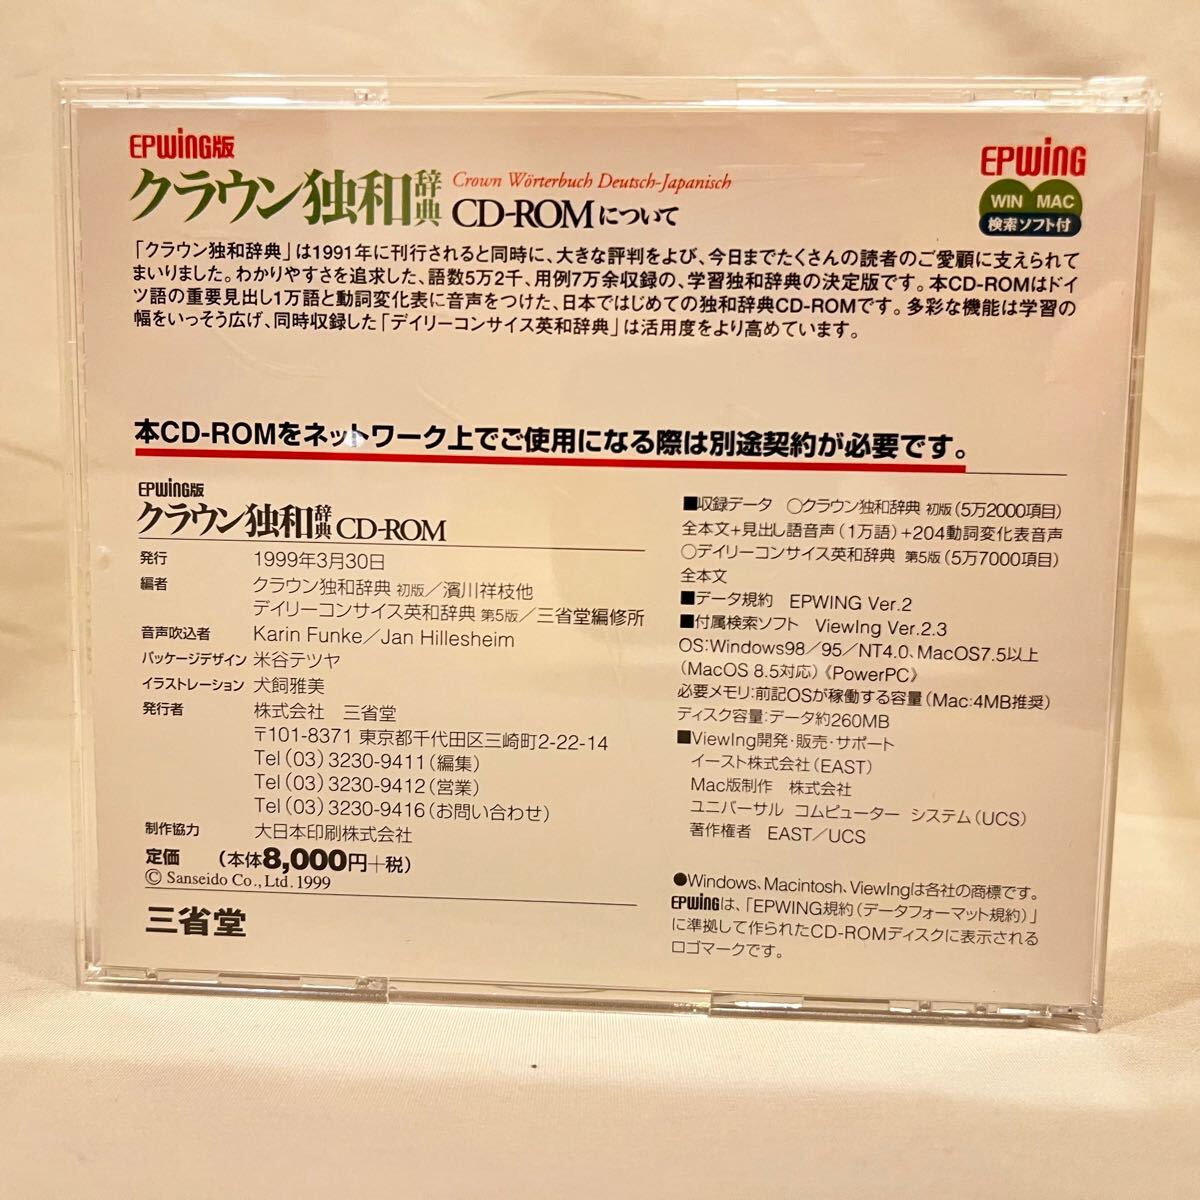 EPWING版
クラウン独和辞典 Crown Wörterbuch Deutsch-Japanisch
CD-ROMについて
EPWING
WIN MAC
検索ソフト付
「クラウン独和辞典」は1991年に刊行されると同時に、大きな評判をよび、今日までたくさんの読者のご愛顧に支えられて
まいりました。わかりやすさを追求した、語数5万2千、用例7万余収録の、学習独和辞典の決定版です。本CD-ROMはドイ
ツ語の重要見出し1万語と動詞変化表に音声をつけた、日本ではじめての独和辞典CD-ROMです。多彩な機能は学習の
幅をいっそう広げ、同時収録した「デイリーコンサイス英和辞典」は活用度をより高めています。
本CD-ROMをネットワーク上でご使用になる際は別途契約が必要です。
EPWING版
クラウン独和辞典 CD-ROM
発行 1999年3月30日
編者 クラウン独和辞典 初版／濱川祥枝他
デイリーコンサイス英和辞典 第5版／三省堂編修所
音声吹込者 Karin Funke／Jan Hillesheim
パッケージデザイン 米谷テツヤ
イラストレーション 犬飼雅美
発行者 株式会社 三省堂
〒101-8371 東京都千代田区三崎町2-22-14
Tel（03）3230-9411（編集）
Tel（03）3230-9412（営業）
Tel（03）3230-9416（お問い合わせ）
制作協力 大日本印刷株式会社
定価 （本体8,000円＋税）
© Sanseido Co., Ltd. 1999
三省堂
■収録データ ○クラウン独和辞典 初版（5万2000項目）
全本文＋見出し語音声（1万語）＋204動詞変化表音声
○デイリーコンサイス英和辞典 第5版（5万7000項目）
全本文
■データ規約 EPWING Ver.2
■付属検索ソフト ViewIng Ver.2.3
OS:Windows98／95／NT4.0、MacOS7.5以上
（MacOS 8.5対応）《PowerPC》
必要メモリ：前記OSが稼働する容量（Mac:4MB推奨）
ディスク容量：データ約260MB
■ViewIng開発・販売・サポート
イースト株式会社（EAST）
Mac版制作 株式会社
ユニバーサル コムピューター システム（UCS）
著作権者 EAST／UCS
●Windows、Macintosh、ViewIngは各社の商標です。
EPWINGは、「EPWING規約（データフォーマット規約）」
に準拠して作られたCD-ROMディスクに表示される
ロゴマークです。